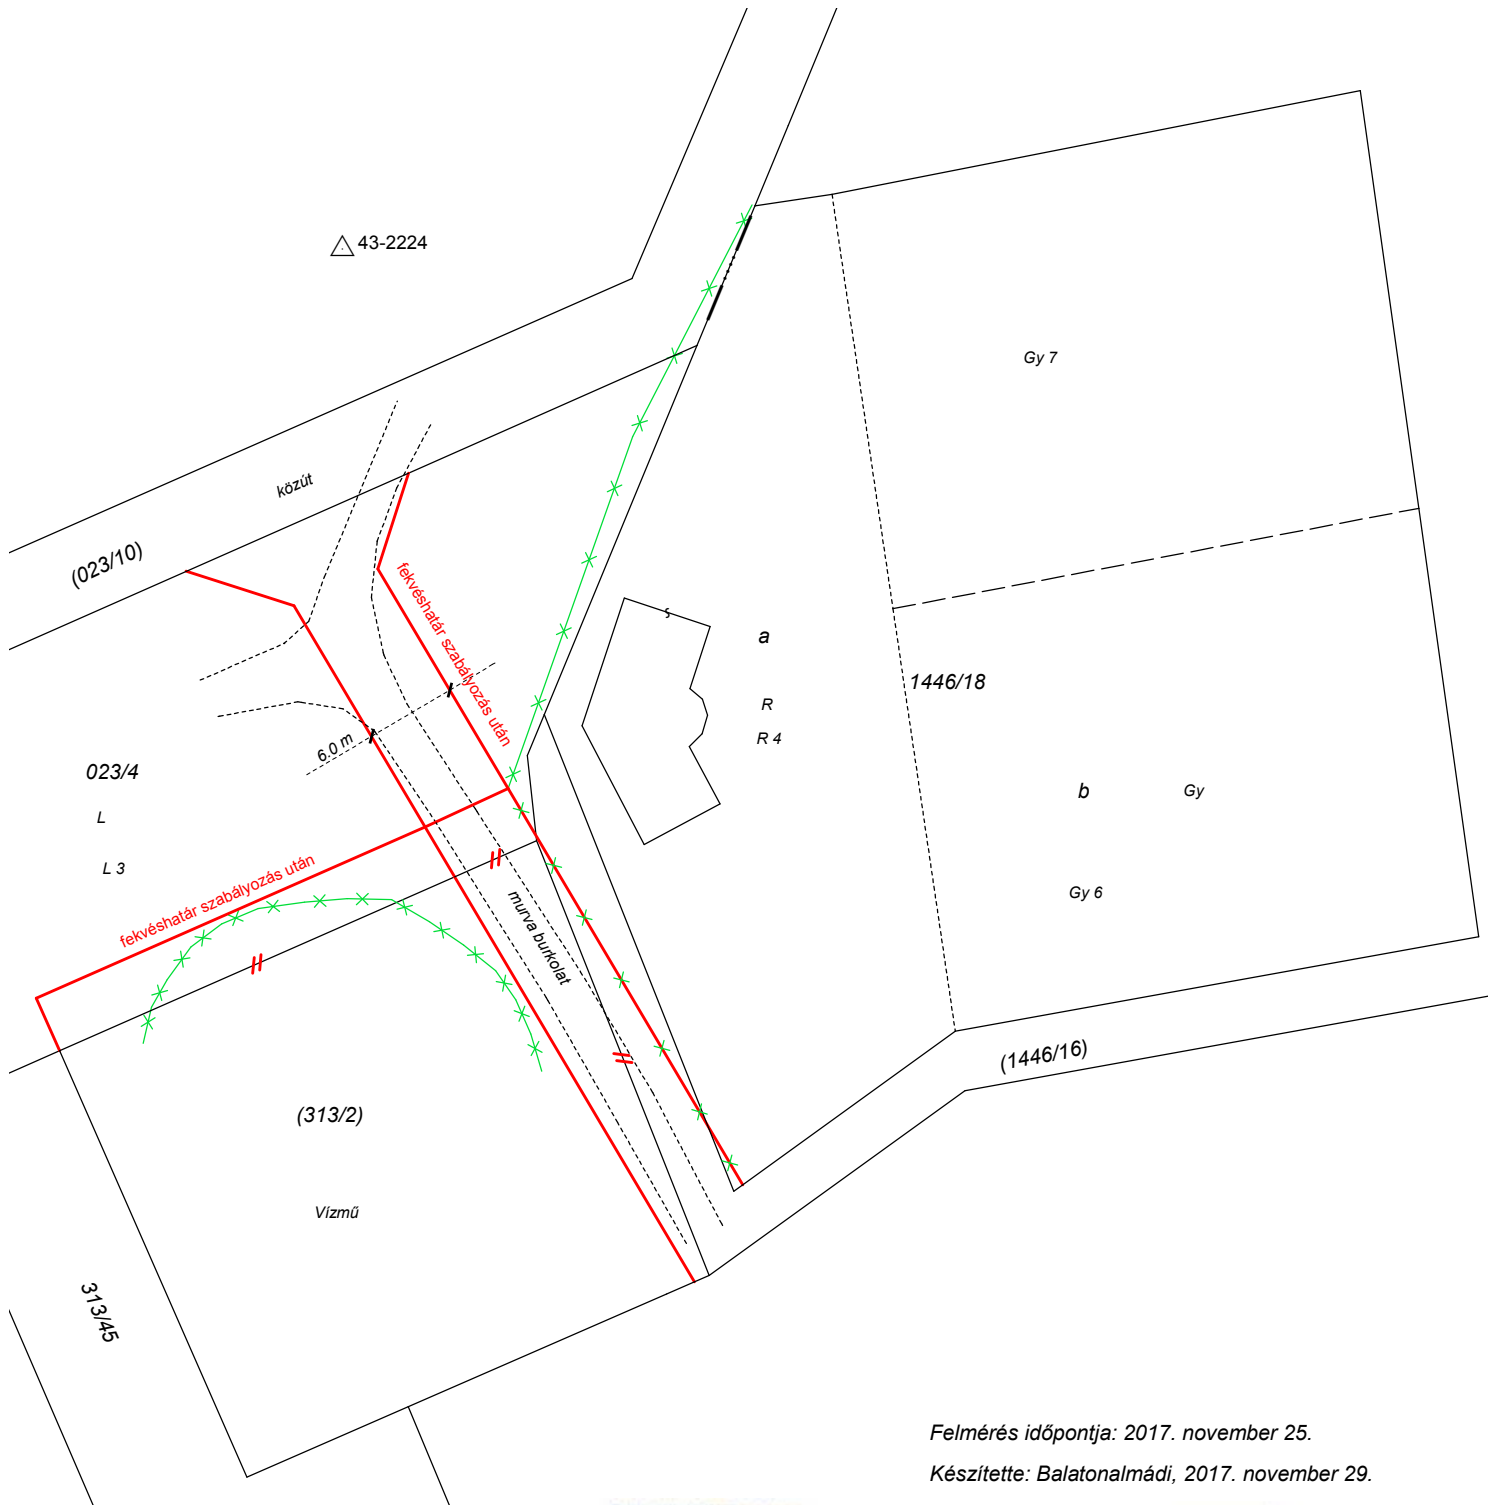 43-2224
Gy 7
közút
(023/10)
fekvéshatár szabályozás után
a
1446/18
R
R 4
6.0 m
023/4
L
L 3
b
Gy
Gy 6
fekvéshatár szabályozás után
murva burkolat
(1446/16)
(313/2)
Vízmű
313/45
Felmérés időpontja: 2017. november 25.
Készítette: Balatonalmádi, 2017. november 29.